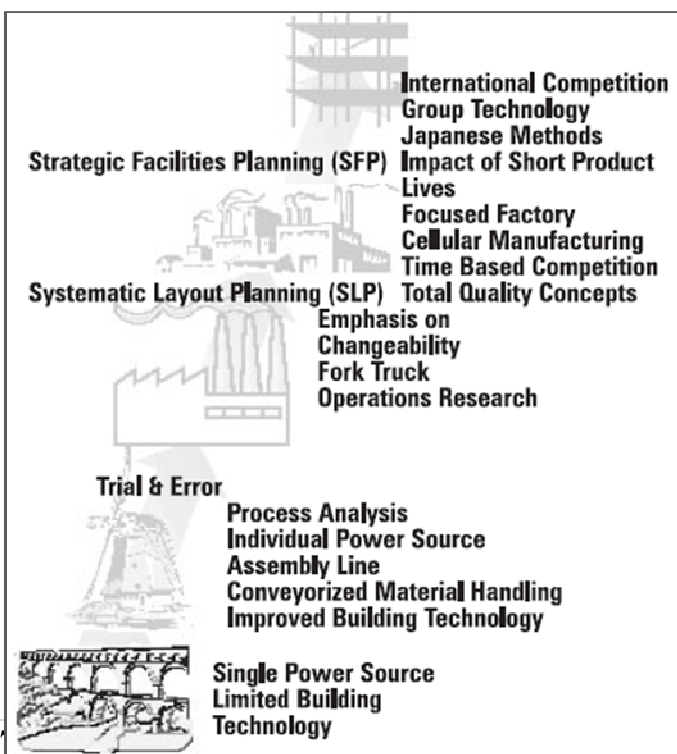 International Competition
Group Technology
Japanese Methods
Strategic Facilities Planning (SFP) Impact of Short Product
Lives
Focused Factory
Cellular Manufacturing
Time Based Competition
Systematic Layout Planning (SLP) Total Quality Concepts
Emphasis on
Changeability
Fork Truck
Operations Research
Trial & Error
Process Analysis
Individual Power Source
Assembly Line
Conveyorized Material Handling
Improved Building Technology
Single Power Source
Limited Building
Technology